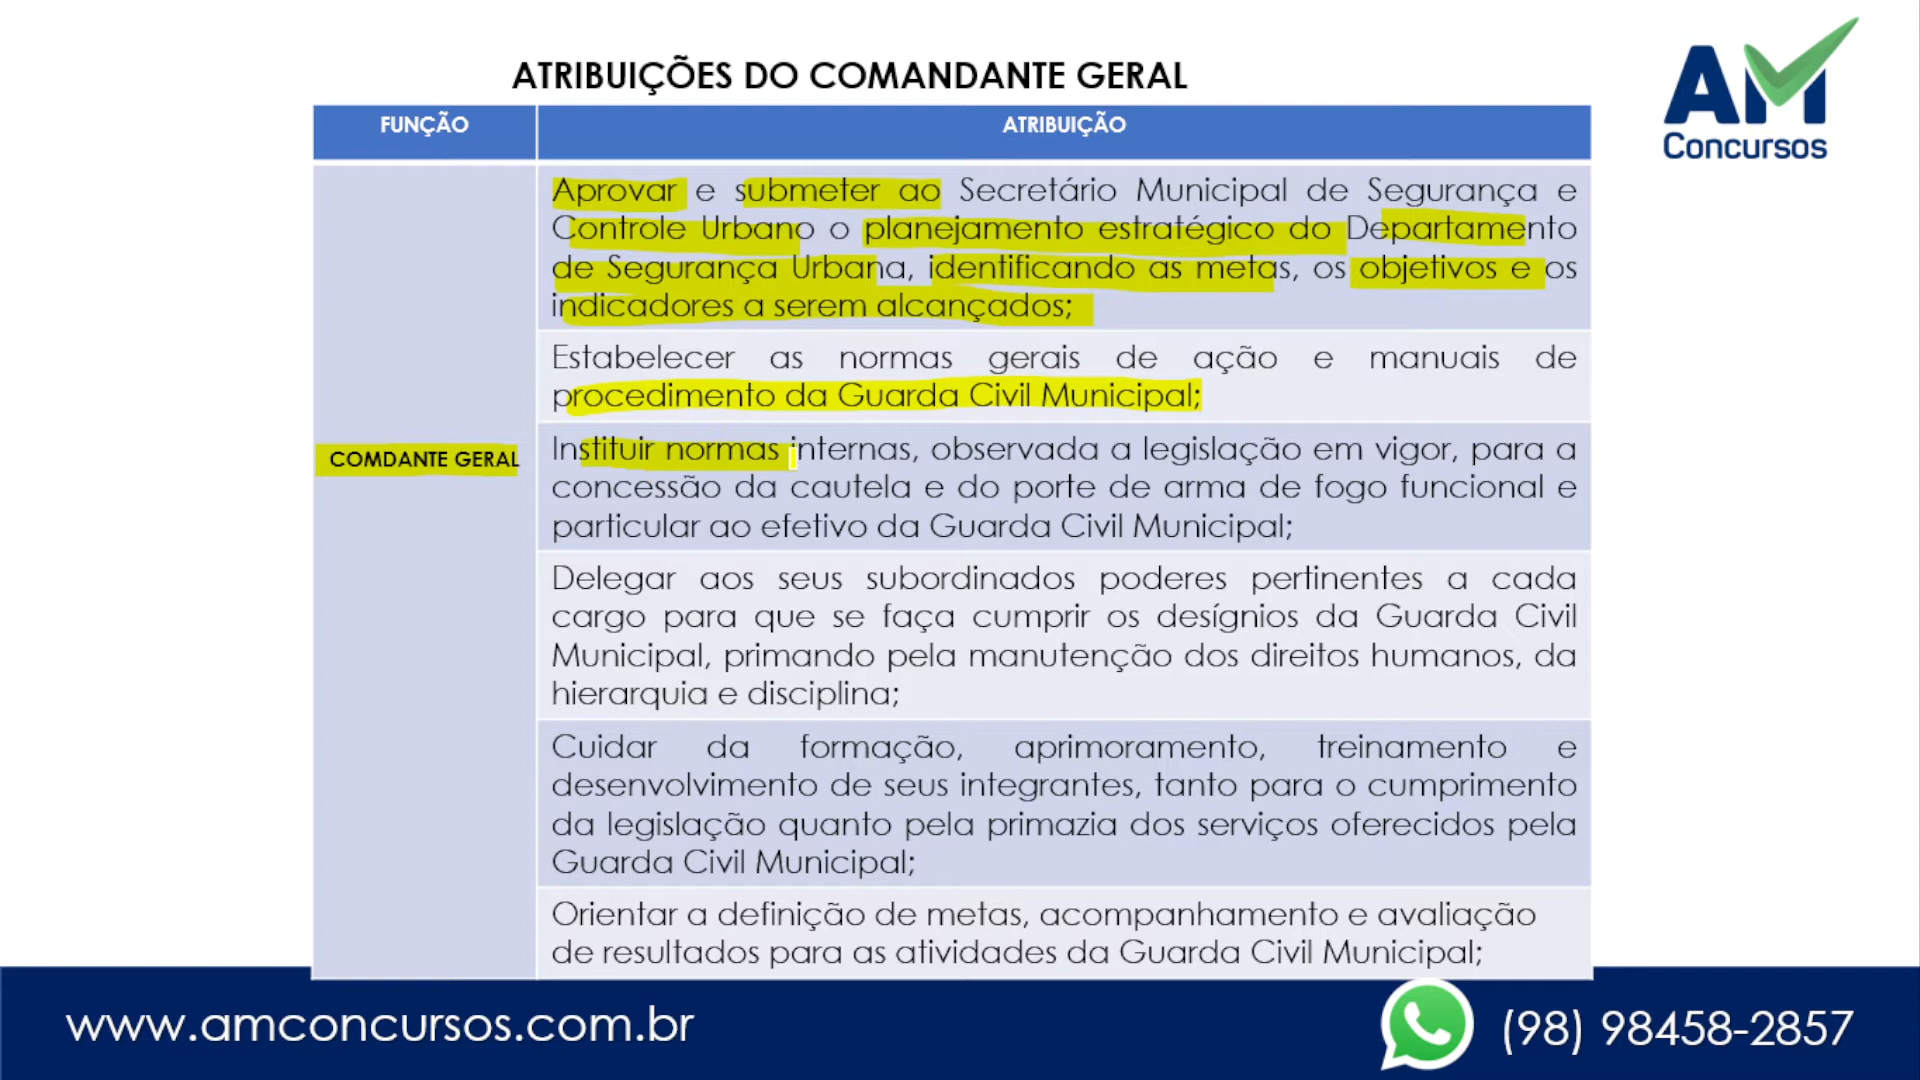 ATRIBUIÇÕES DO COMANDANTE GERAL
AM
Concursos
FUNÇÃO
ATRIBUIÇÃO
COMDANTE GERAL
Aprovar e submeter ao Secretário Municipal de Segurança e
Controle Urbano o planejamento estratégico do Departamento
de Segurança Urbana, identificando as metas, os objetivos e os
indicadores a serem alcançados;
Estabelecer as normas gerais de ação e manuais de
procedimento da Guarda Civil Municipal;
Instituir normas internas, observada a legislação em vigor, para a
concessão da cautela e do porte de arma de fogo funcional e
particular ao efetivo da Guarda Civil Municipal;
Delegar aos seus subordinados poderes pertinentes a cada
cargo para que se faça cumprir os desígnios da Guarda Civil
Municipal, primando pela manutenção dos direitos humanos, da
hierarquia e disciplina;
Cuidar da formação, aprimoramento, treinamento e
desenvolvimento de seus integrantes, tanto para o cumprimento
da legislação quanto pela primazia dos serviços oferecidos pela
Guarda Civil Municipal;
Orientar a definição de metas, acompanhamento e avaliação
de resultados para as atividades da Guarda Civil Municipal;
www.amconcursos.com.br
(98) 98458-2857